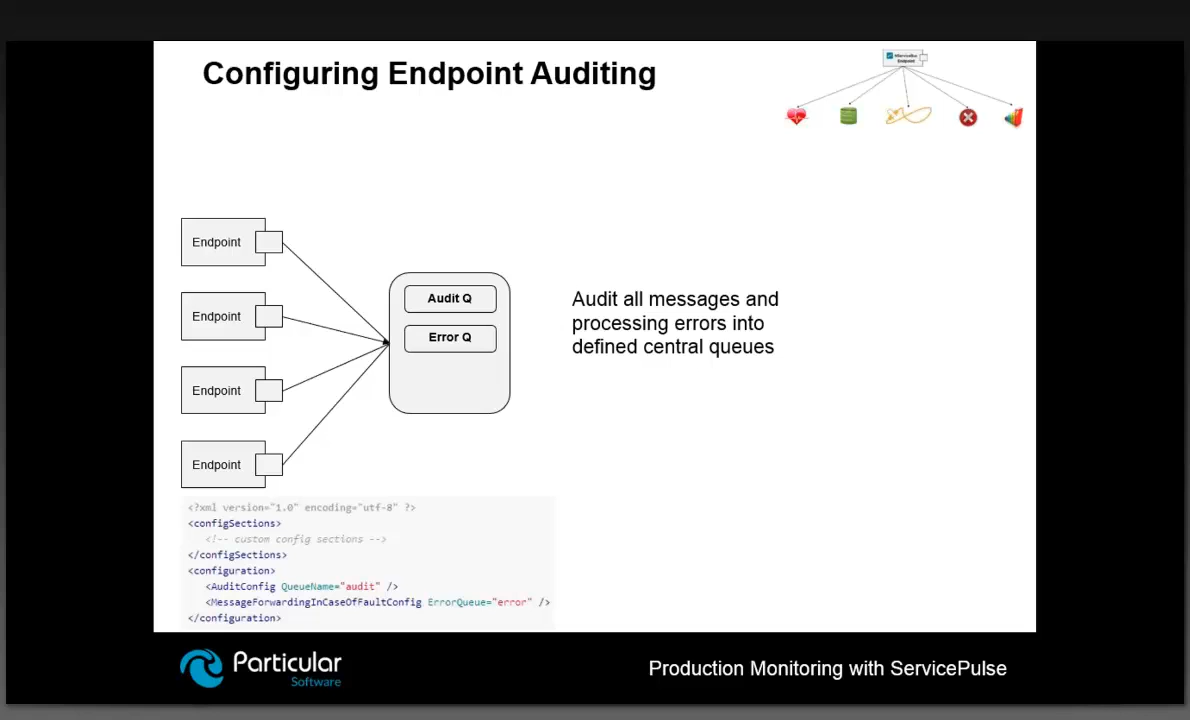 Configuring Endpoint Auditing
NServiceBus
Endpoint
Endpoint
Endpoint
Endpoint
Endpoint
Audit Q
Error Q
Audit all messages and
processing errors into
defined central queues
<?xml version="1.0" encoding="utf-8" ?>
<configSections>
<!-- custom config sections -->
</configSections>
<configuration>
<AuditConfig QueueName="audit" />
<MessageForwardingInCaseOfFaultConfig ErrorQueue="error" />
</configuration>
Particular
Software
Production Monitoring with ServicePulse